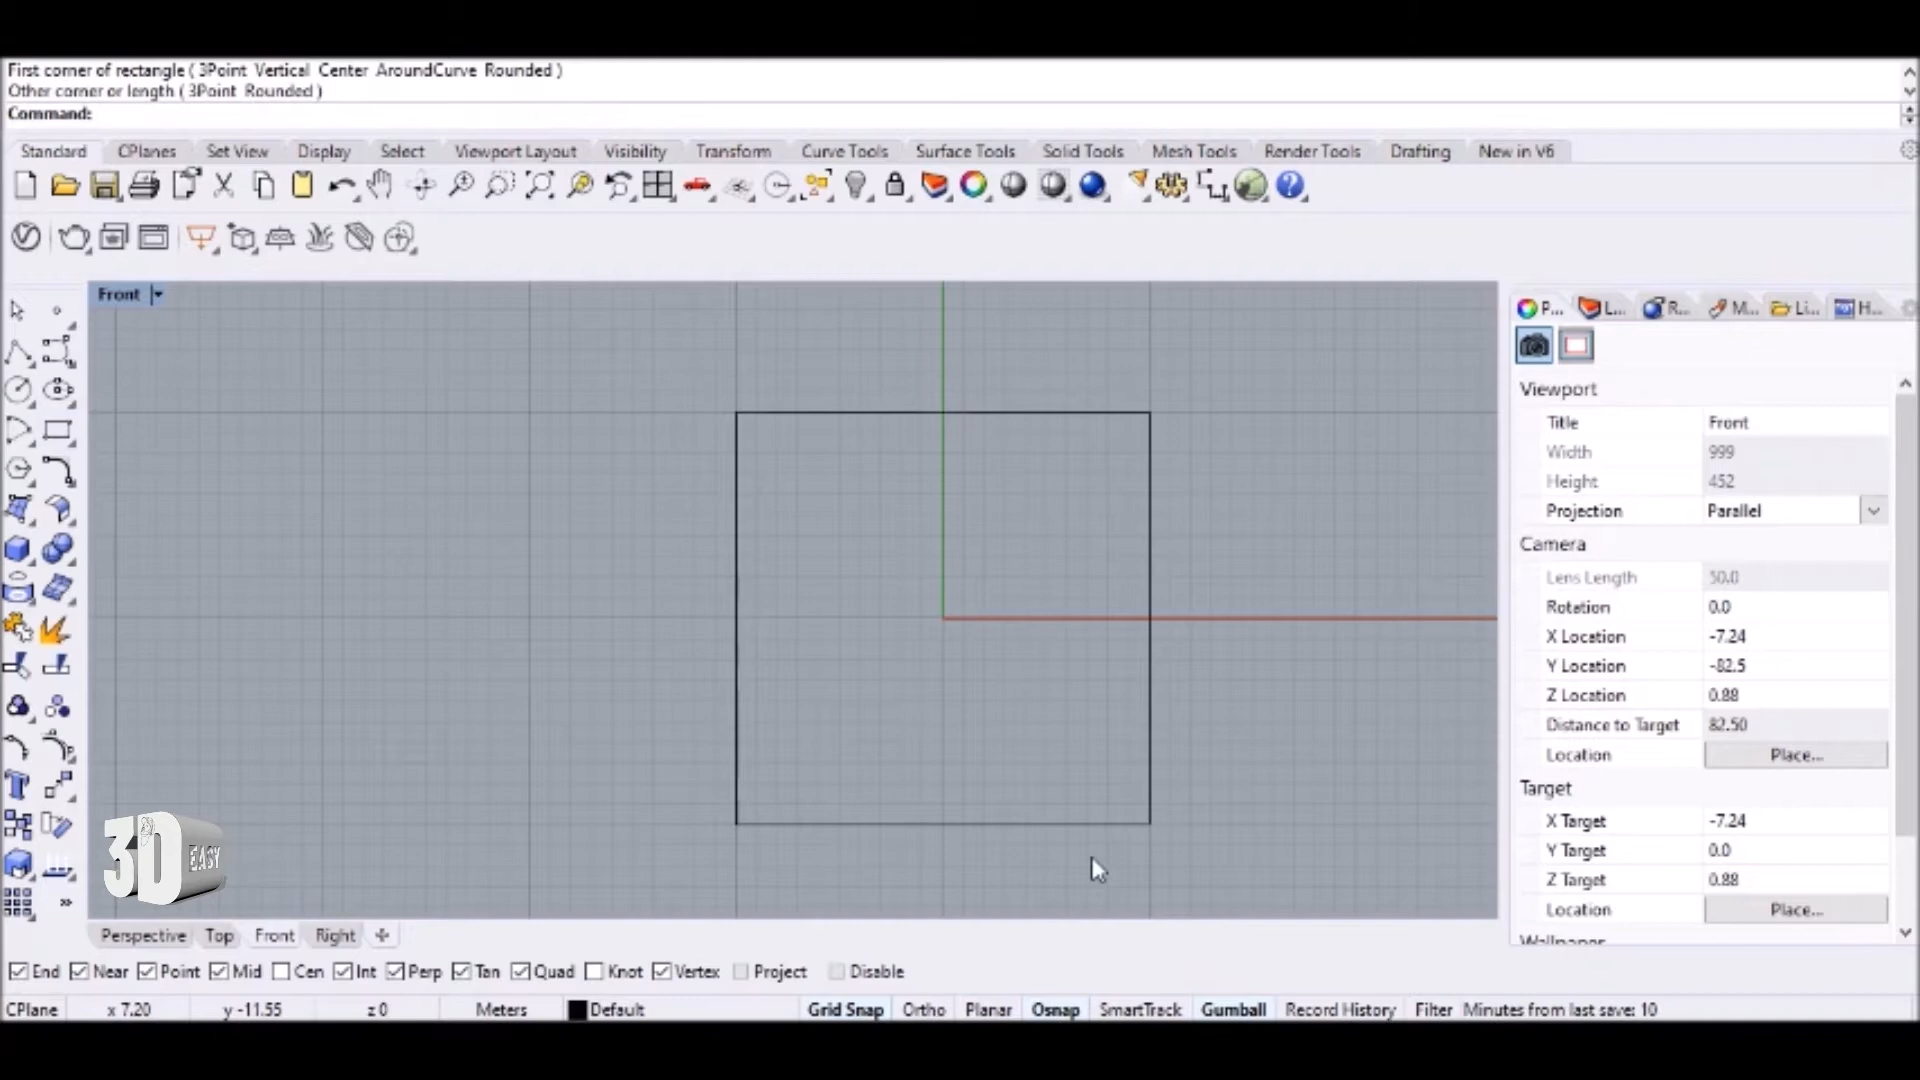 First corner of rectangle ( 3Point Vertical Center AroundCurve Rounded )
Other corner or length ( 3Point Rounded )
Command:
Standard CPlanes Set View Display Select Viewport Layout Visibility Transform Curve Tools Surface Tools Solid Tools Mesh Tools Render Tools Drafting New in V6
Front
P... L... R... M... Li... H...
Viewport
Title Front
Width 999
Height 452
Projection Parallel
Camera
Lens Length 50.0
Rotation 0.0
X Location -7.24
Y Location -82.5
Z Location 0.88
Distance to Target 82.50
Location Place...
Target
X Target -7.24
Y Target 0.0
Z Target 0.88
Location Place...
Wallpaper
3D EASY
Perspective Top Front Right
End Near Point Mid Cen Int Perp Tan Quad Knot Vertex Project Disable
CPlane x 7.20 y -11.55 z 0 Meters Default Grid Snap Ortho Planar Osnap SmartTrack Gumball Record History Filter Minutes from last save: 10